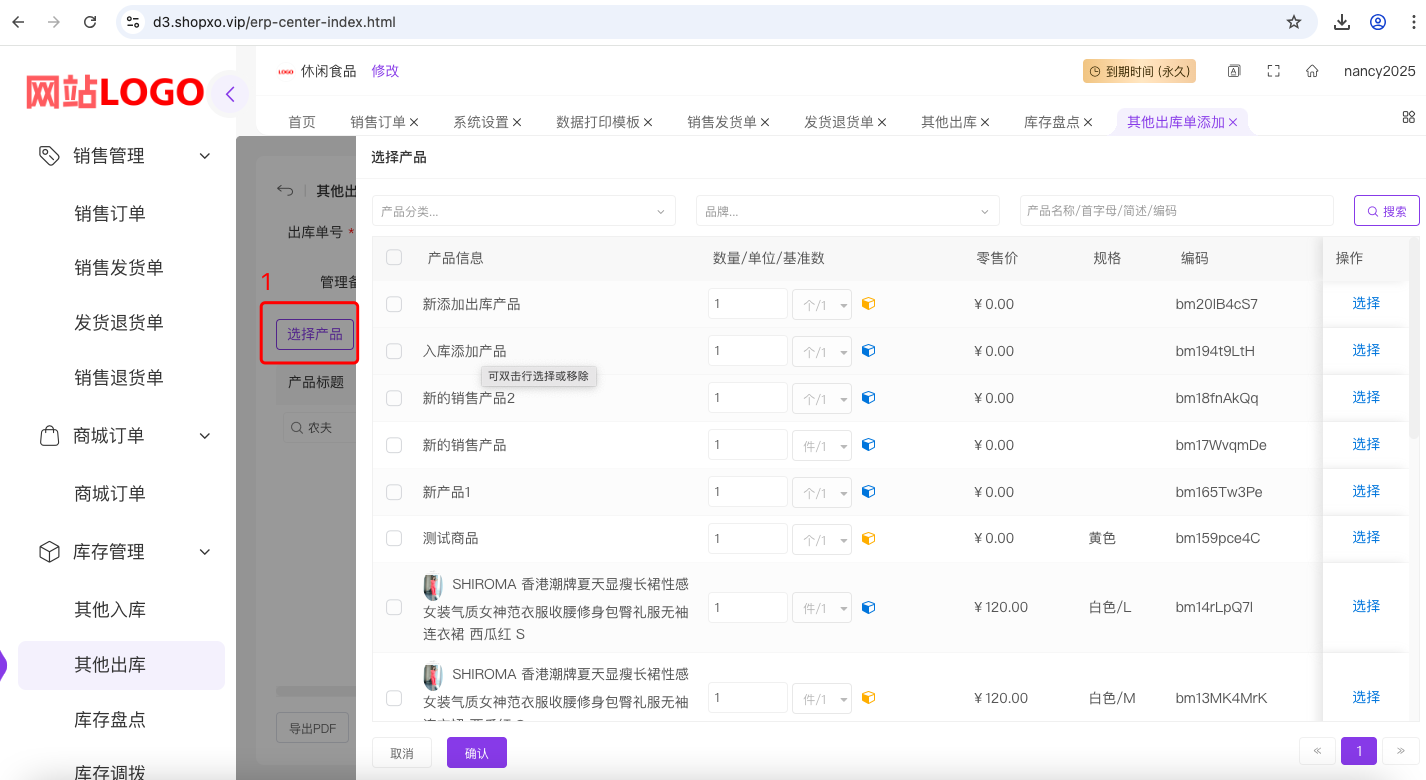 d3.shopxo.vip/erp-center-index.html
网站LOGO
LOGO 休闲食品 修改
到期时间 (永久)
nancy2025
首页 销售订单 × 系统设置 × 数据打印模板 × 销售发货单 × 发货退货单 × 其他出库 × 库存盘点 × 其他出库单添加 ×
销售管理
销售订单
销售发货单
发货退货单
销售退货单
商城订单
商城订单
库存管理
其他入库
其他出库
库存盘点
库存调拨
其他出
出库单号 *
1
管理备
选择产品
产品标题
农夫
导出PDF
选择产品
产品分类... 品牌... 产品名称/首字母/简述/编码 搜索
产品信息 数量/单位/基准数 零售价 规格 编码 操作
新添加出库产品 1 个/1 ¥ 0.00 bm20lB4cS7 选择
入库添加产品 1 个/1 ¥ 0.00 bm194t9LtH 选择
可双击行选择或移除
新的销售产品2 1 个/1 ¥ 0.00 bm18fnAkQq 选择
新的销售产品 1 件/1 ¥ 0.00 bm17WvqmDe 选择
新产品1 1 个/1 ¥ 0.00 bm165Tw3Pe 选择
测试商品 1 个/1 ¥ 0.00 黄色 bm159pce4C 选择
SHIROMA 香港潮牌夏天显瘦长裙性感
女装气质女神范衣服收腰修身包臀礼服无袖 1 件/1 ¥ 120.00 白色/L bm14rLpQ7l 选择
连衣裙 西瓜红 S
SHIROMA 香港潮牌夏天显瘦长裙性感
女装气质女神范衣服收腰修身包臀礼服无袖 1 件/1 ¥ 120.00 白色/M bm13MK4MrK 选择
连衣裙 西瓜红 S
取消 确认 « 1 »